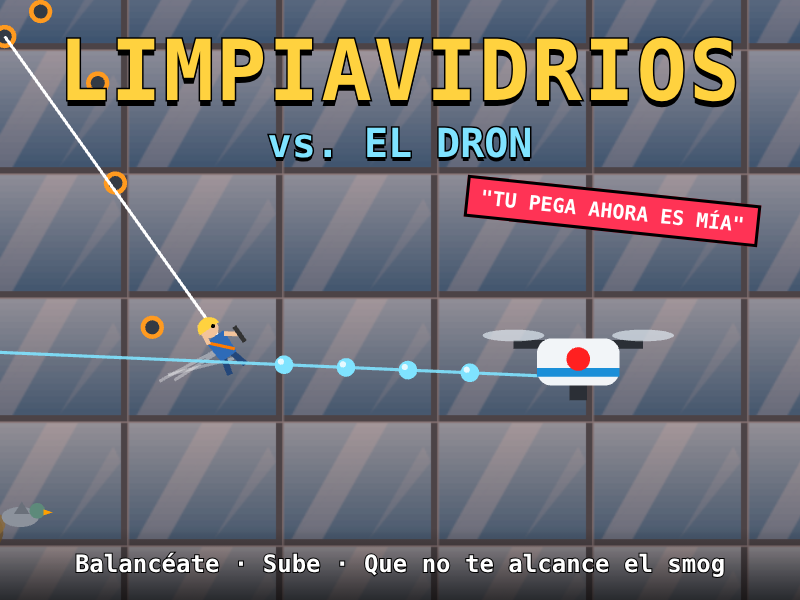 LIMPIAVIDRIOS
vs. EL DRON
"TU PEGA AHORA ES MÍA"
Balancéate · Sube · Que no te alcance el smog